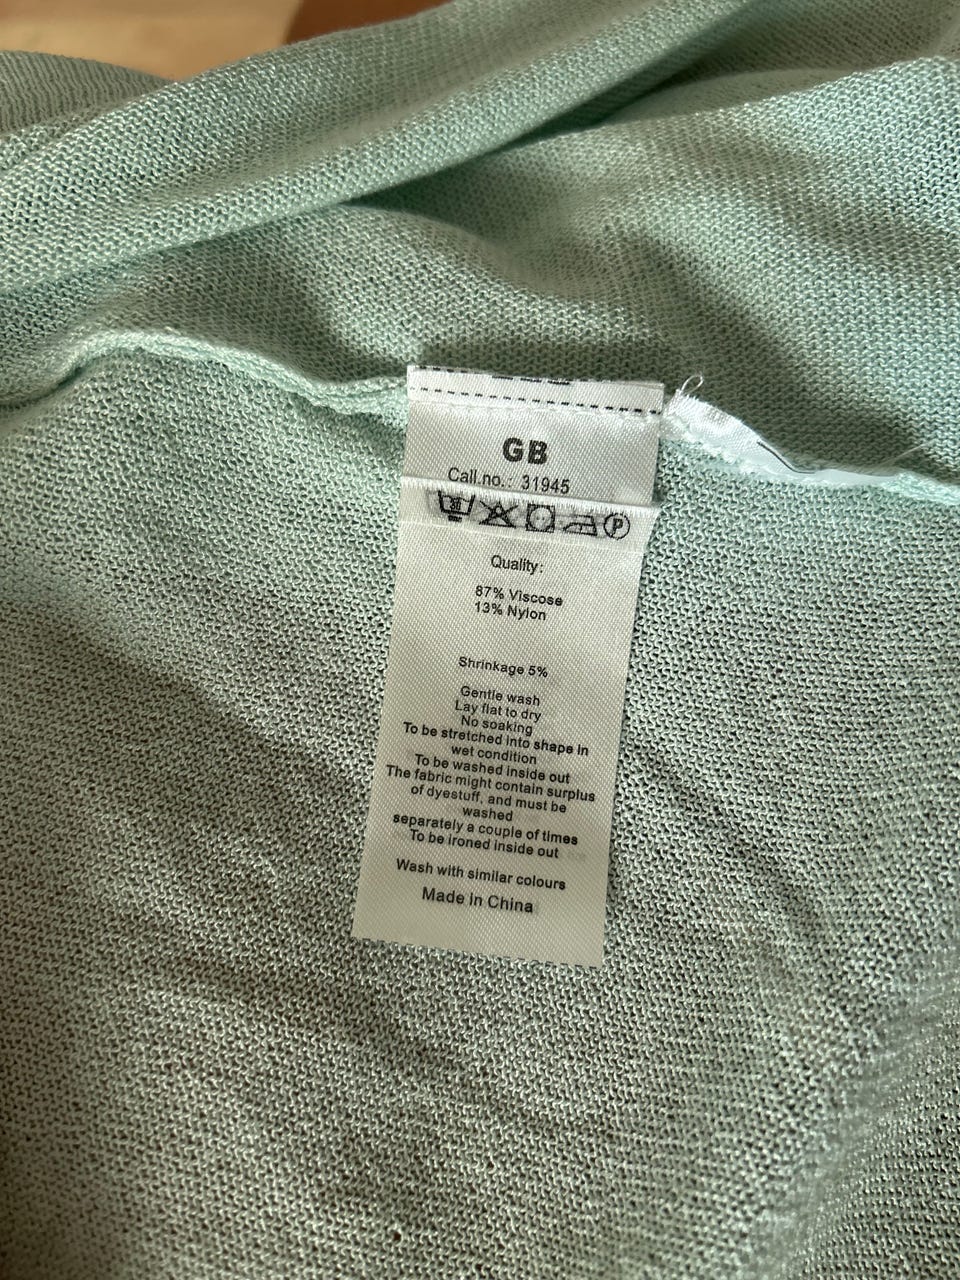 GB
Call.no.: 31945
30
P
Quality:
87% Viscose
13% Nylon
Shrinkage 5%
Gentle wash
Lay flat to dry
No soaking
To be stretched into shape in
wet condition
To be washed inside out
The fabric might contain surplus
of dyestuff, and must be
washed
separately a couple of times
To be ironed inside out
Wash with similar colours
Made in China